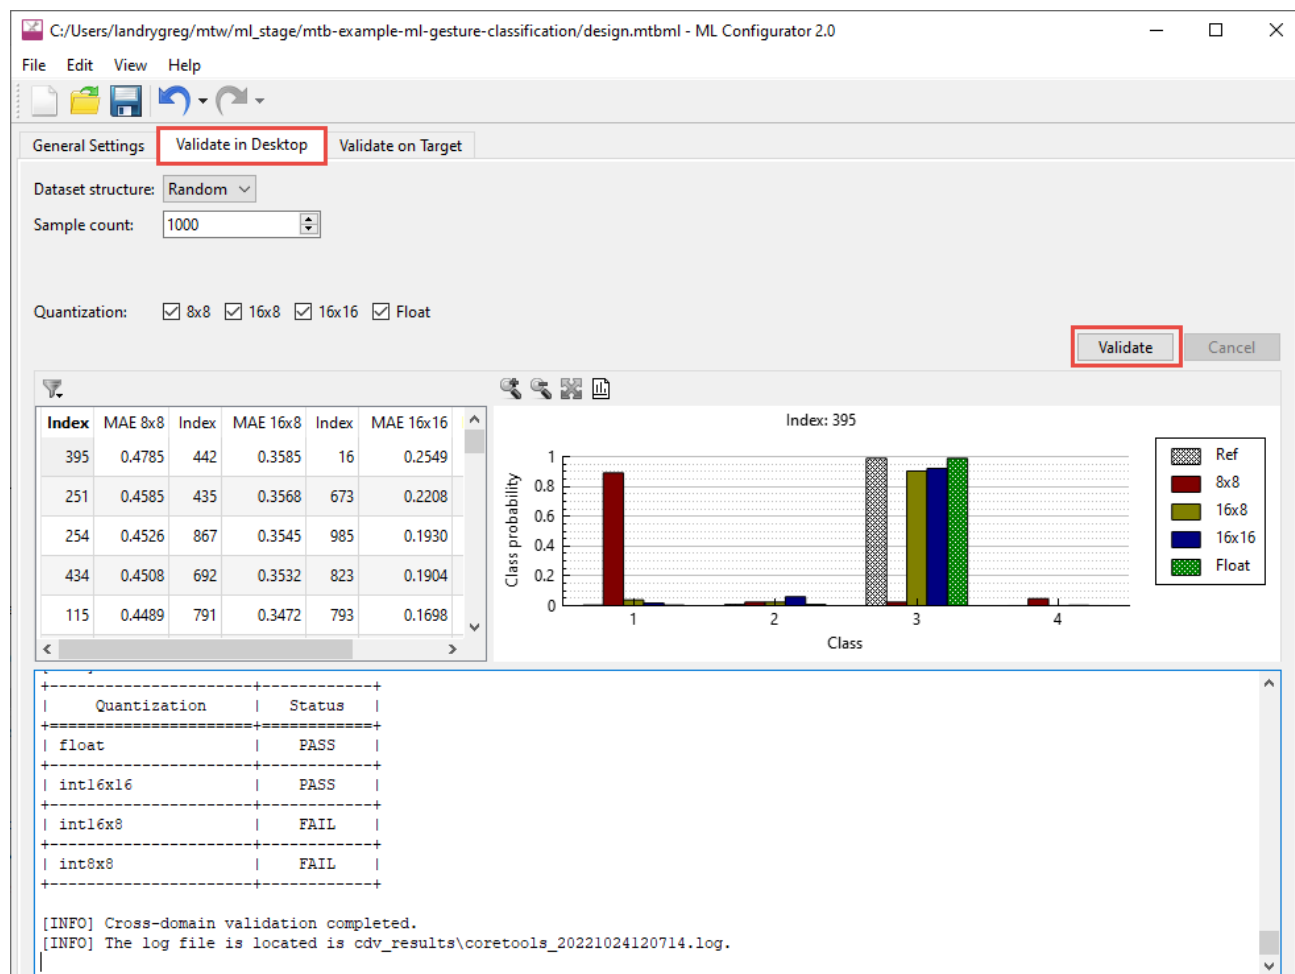 C:/Users/landrygreg/mtw/ml_stage/mtb-example-ml-gesture-classification/design.mtbml - ML Configurator 2.0
File Edit View Help
General Settings Validate in Desktop Validate on Target
Dataset structure: Random
Sample count: 1000
Quantization: 8x8 16x8 16x16 Float
Validate Cancel
Index MAE 8x8 Index MAE 16x8 Index MAE 16x16
395 0.4785 442 0.3585 16 0.2549
251 0.4585 435 0.3568 673 0.2208
254 0.4526 867 0.3545 985 0.1930
434 0.4508 692 0.3532 823 0.1904
115 0.4489 791 0.3472 793 0.1698
Index: 395
Class probability
1
0.8
0.6
0.4
0.2
0
1 2 3 4
Class
Ref
8x8
16x8
16x16
Float
+----------------------+------------+
| Quantization | Status |
+======================+============+
| float | PASS |
+----------------------+------------+
| int16x16 | PASS |
+----------------------+------------+
| int16x8 | FAIL |
+----------------------+------------+
| int8x8 | FAIL |
+----------------------+------------+
[INFO] Cross-domain validation completed.
[INFO] The log file is located is cdv_results\coretools_20221024120714.log.